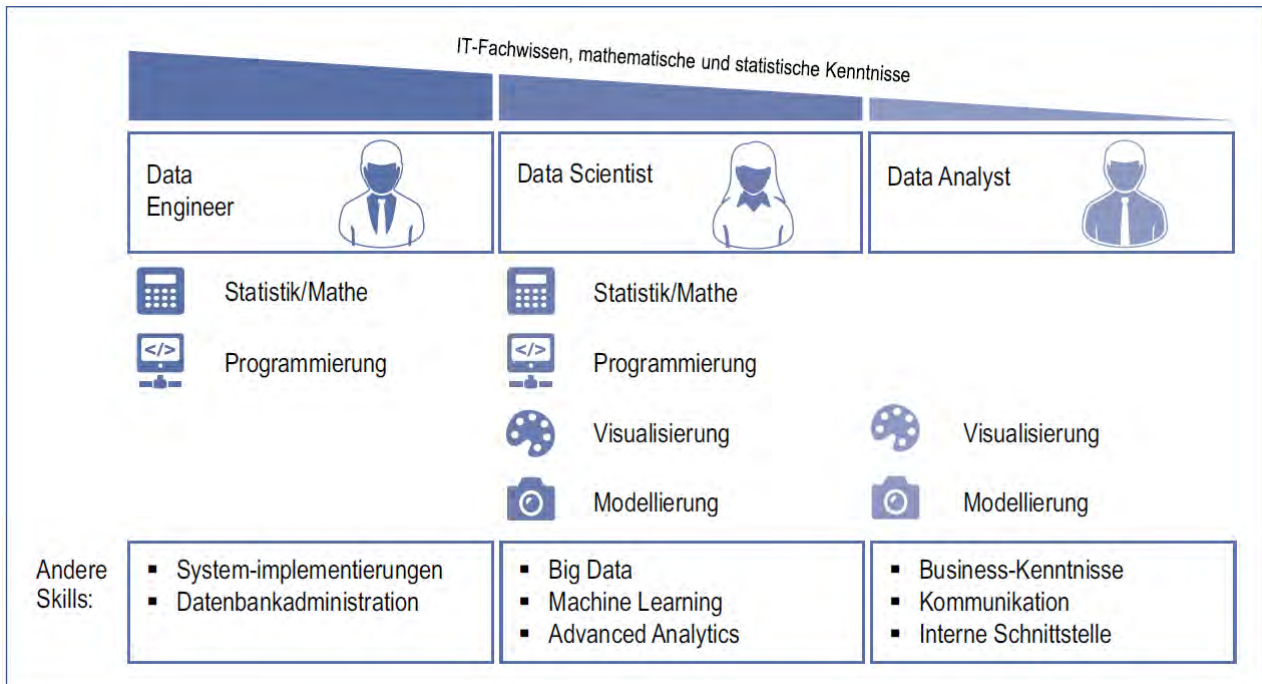 IT-Fachwissen, mathematische und statistische Kenntnisse
Data
Engineer
Data Scientist
Data Analyst
Statistik/Mathe
Statistik/Mathe
</>
Programmierung
</>
Programmierung
Visualisierung
Visualisierung
Modellierung
Modellierung
Andere
Skills:
▪ System-implementierungen
▪ Datenbankadministration
▪ Big Data
▪ Machine Learning
▪ Advanced Analytics
▪ Business-Kenntnisse
▪ Kommunikation
▪ Interne Schnittstelle